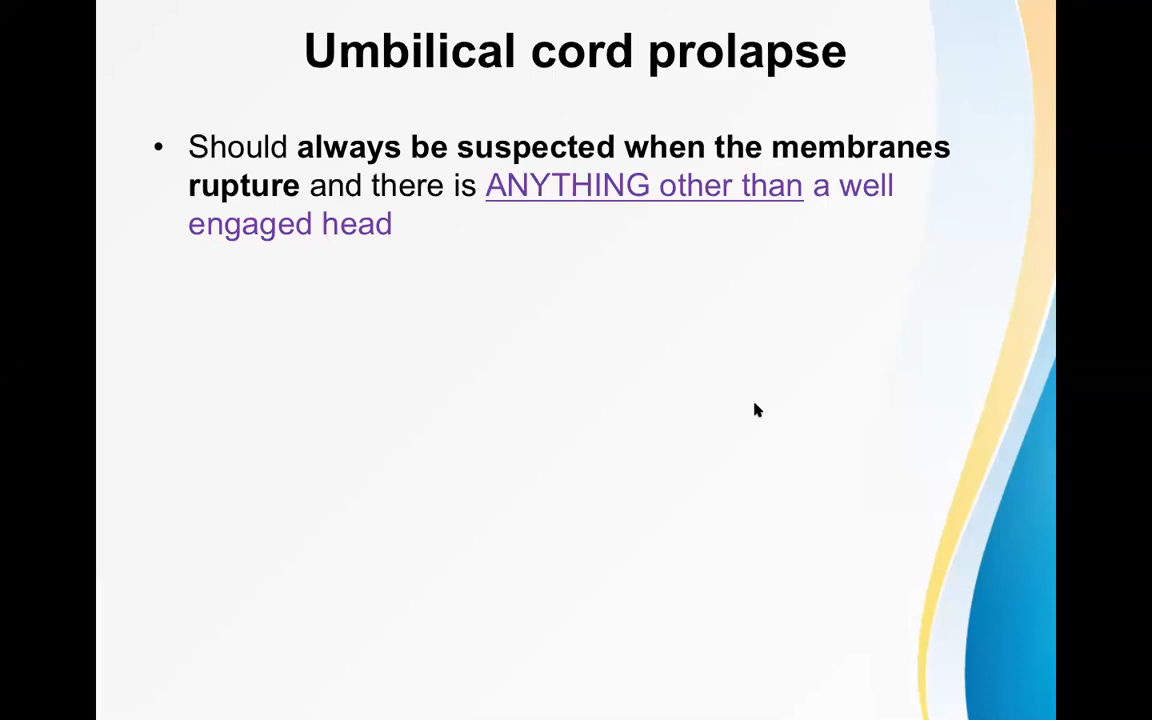 Umbilical cord prolapse
• Should always be suspected when the membranes
rupture and there is ANYTHING other than a well
engaged head